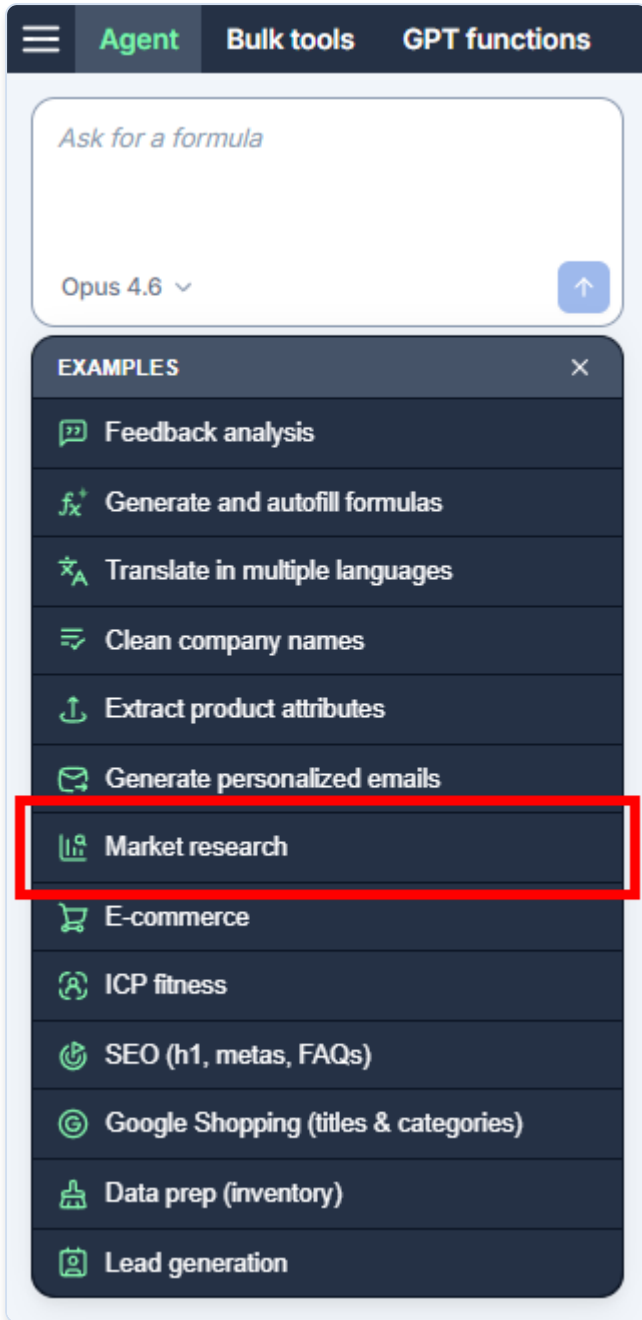 Agent Bulk tools GPT functions
Ask for a formula
Opus 4.6
EXAMPLES
Feedback analysis
Generate and autofill formulas
Translate in multiple languages
Clean company names
Extract product attributes
Generate personalized emails
Market research
E-commerce
ICP fitness
SEO (h1, metas, FAQs)
Google Shopping (titles & categories)
Data prep (inventory)
Lead generation